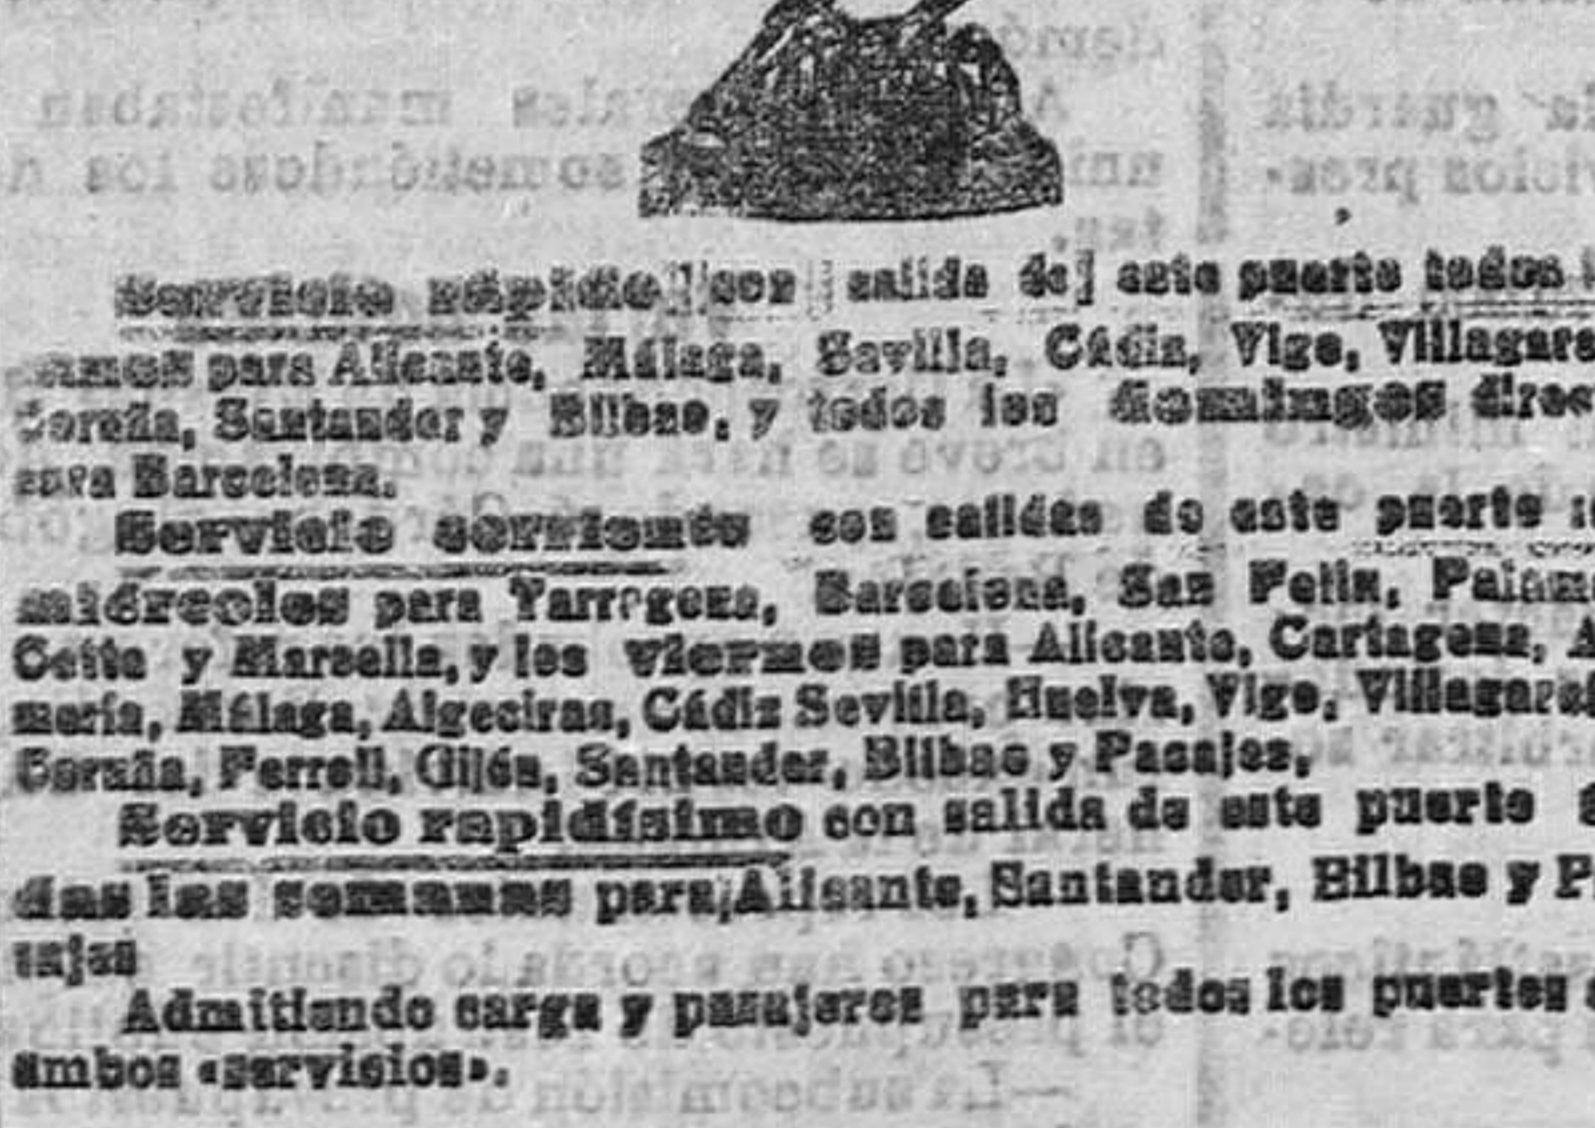 Servicio rápido con salida de este puerto todos
para Alicante, Málaga, Sevilla, Cádiz, Vigo, Villagarc
Coruña, Santander y Bilbao, y todos los domingos direc
para Barcelona.
Servicio corriente con salidas de este puerto
miércoles para Tarragona, Barcelona, San Feliu, Palam
Cette y Marsella, y los viernes para Alicante, Cartagena, A
mería, Málaga, Algeciras, Cádiz Sevilla, Huelva, Vigo, Villagarc
Coruña, Ferrol, Gijón, Santander, Bilbao y Pasajes,
Servicio rapidísimo con salida de este puerto
das las semanas para Alicante, Santander, Bilbao y P
sajes
Admitiendo carga y pasajeros para todos los puertos
ambos «servicios».